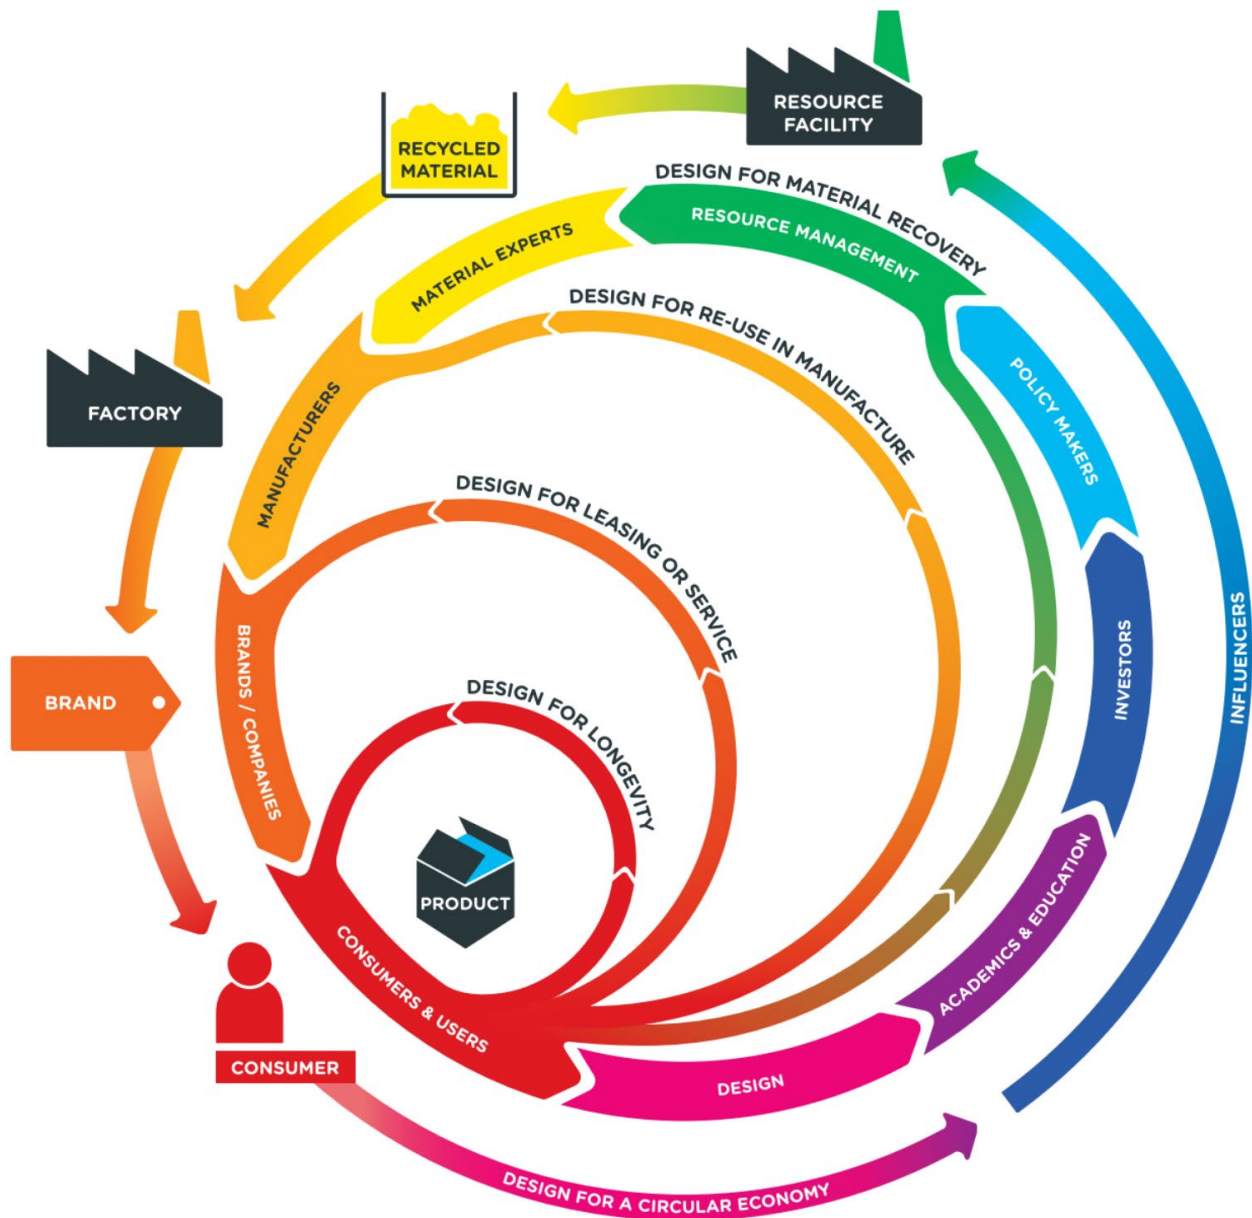 RESOURCE
FACILITY
RECYCLED
MATERIAL
DESIGN FOR MATERIAL RECOVERY
RESOURCE MANAGEMENT
MATERIAL EXPERTS
DESIGN FOR RE-USE IN MANUFACTURE
POLICY MAKERS
MANUFACTURERS
FACTORY
DESIGN FOR LEASING OR SERVICE
INFLUENCERS
INVESTORS
BRANDS / COMPANIES
BRAND
DESIGN FOR LONGEVITY
PRODUCT
ACADEMICS & EDUCATION
CONSUMERS & USERS
CONSUMER
DESIGN
DESIGN FOR A CIRCULAR ECONOMY